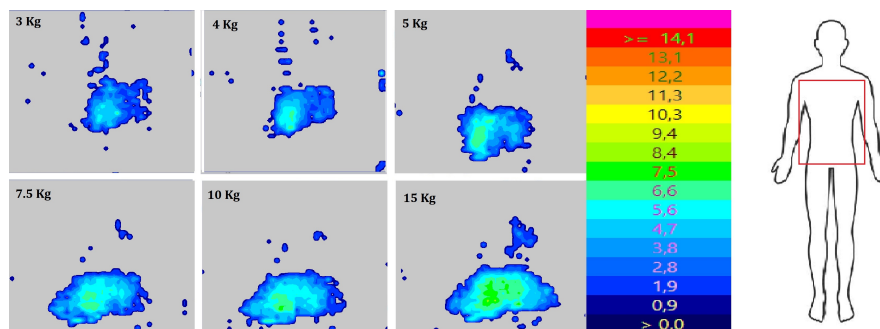 3 Kg
4 Kg
5 Kg
7.5 Kg
10 Kg
15 Kg
>= 14,1
13,1
12,2
11,3
10,3
9,4
8,4
7,5
6,6
5,6
4,7
3,8
2,8
1,9
0,9
> 0,0